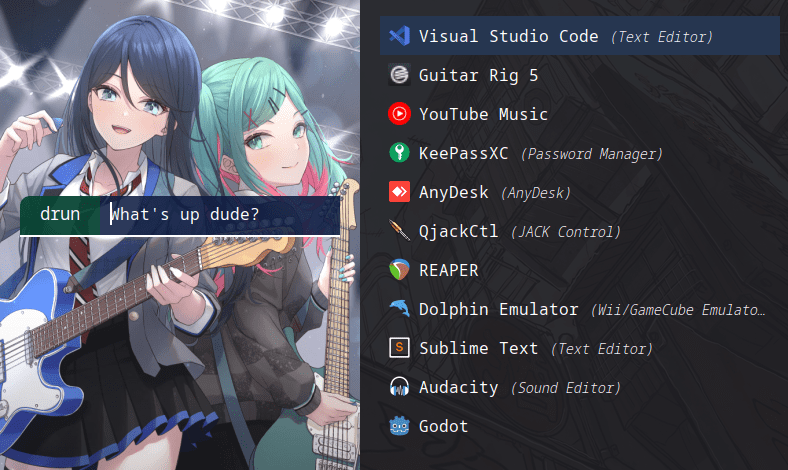 drun What's up dude?
Visual Studio Code (Text Editor)
Guitar Rig 5
YouTube Music
KeePassXC (Password Manager)
AnyDesk (AnyDesk)
QjackCtl (JACK Control)
REAPER
Dolphin Emulator (Wii/GameCube Emulato…
Sublime Text (Text Editor)
Audacity (Sound Editor)
Godot